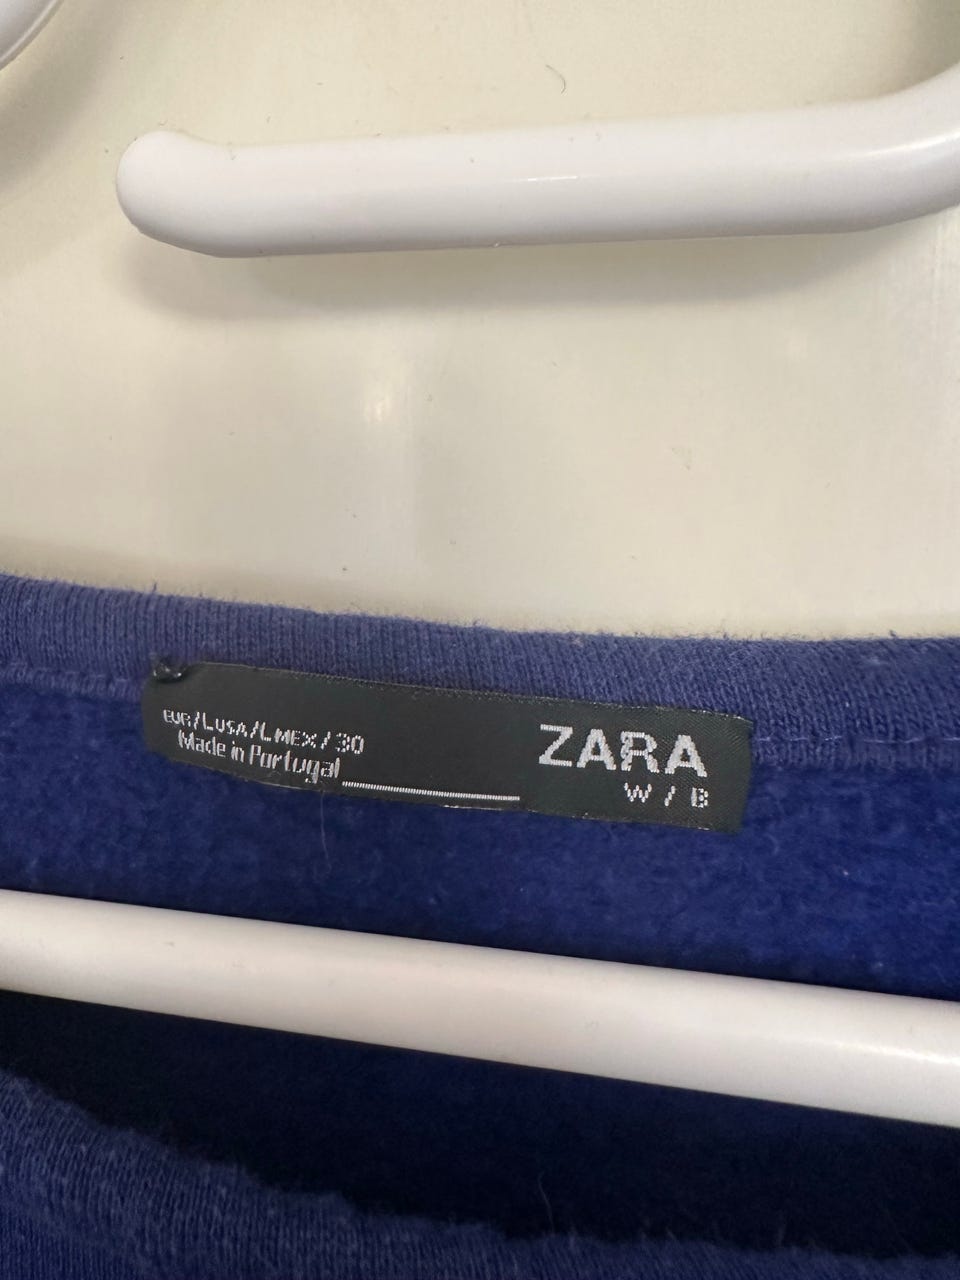 EUR/L USA/L MEX/30
Made in Portugal
ZARA
W/B